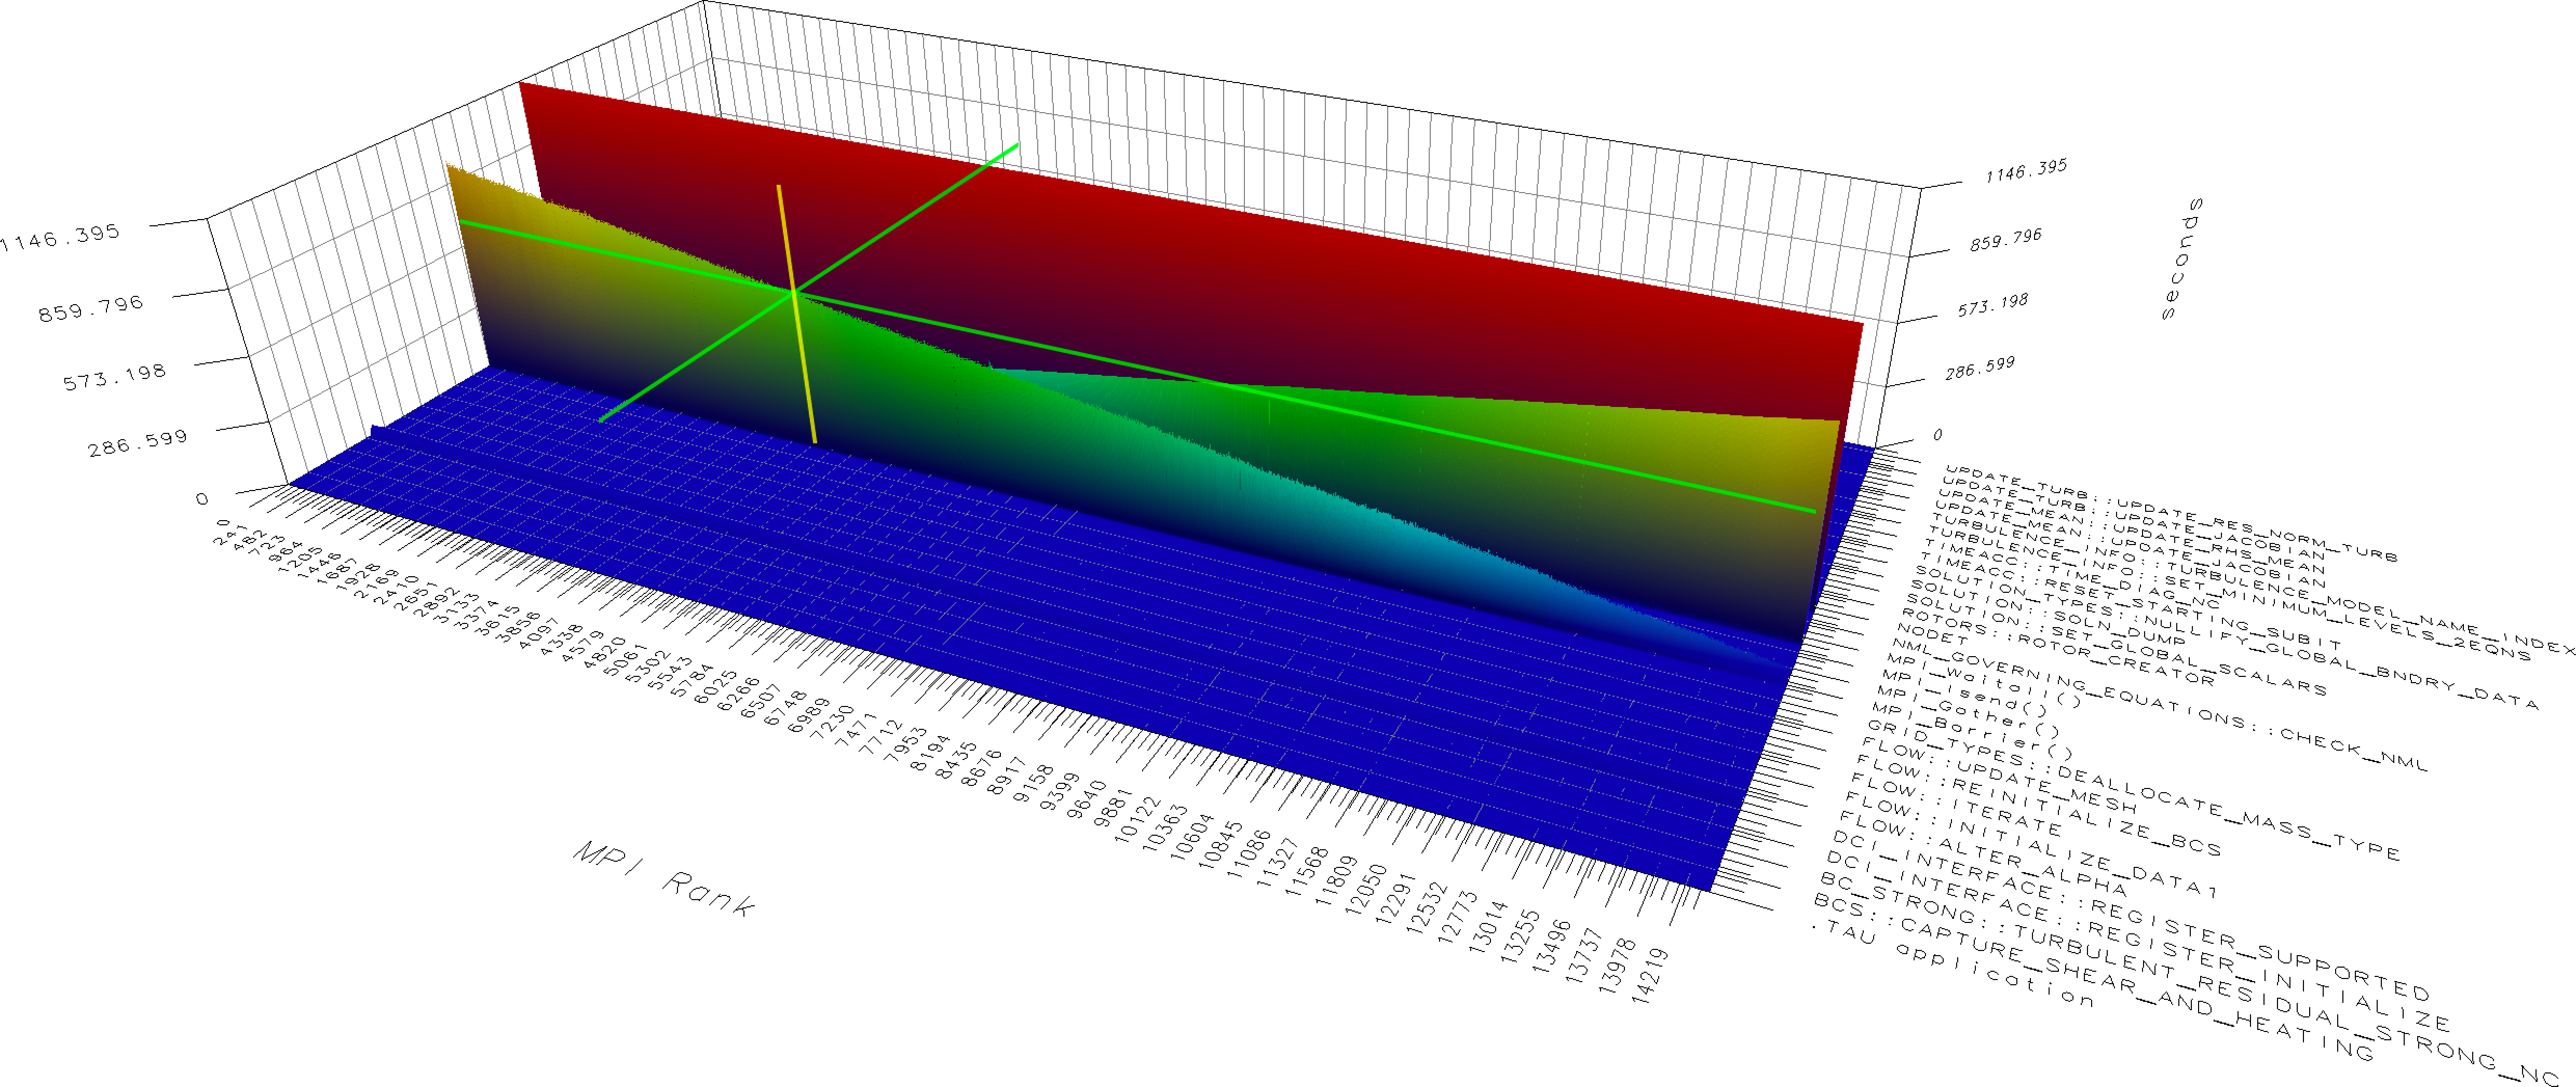 1146.395
859.796
573.198
286.599
0
1146.395
859.796
573.198
286.599
0
seconds
0
241
482
723
964
1205
1446
1687
1928
2169
2410
2651
2892
3133
3374
3615
3856
4097
4338
4579
4820
5061
5302
5543
5784
6025
6266
6507
6748
6989
7230
7471
7712
7953
8194
8435
8676
8917
9158
9399
9640
9881
10122
10363
10604
10845
11086
11327
11568
11809
12050
12291
12532
12773
13014
13255
13496
13737
13978
14219
MPI Rank
UPDATE_TURB::UPDATE_RES_NORM_TURB
UPDATE_TURB::UPDATE_JACOBIAN
UPDATE_MEAN::UPDATE_RHS_MEAN
UPDATE_MEAN::UPDATE_JACOBIAN
TURBULENCE_INFO::TURBULENCE_MODEL_NAME_INDEX
TURBULENCE_INFO::SET_MINIMUM_LEVELS_2EQNS
TIMEACC::TIME_DIAG_NC
TIMEACC::RESET_STARTING_SUBIT
SOLUTION_TYPES::NULLIFY_GLOBAL_BNDRY_DATA
SOLUTION::SOLN_DUMP
SOLUTION::SET_GLOBAL_SCALARS
ROTORS::ROTOR_CREATOR
NODET
NML_GOVERNING_EQUATIONS::CHECK_NML
MPI_Waitall()
MPI_Isend()
MPI_Gather()
MPI_Barrier()
GRID_TYPES::DEALLOCATE_MASS_TYPE
FLOW::UPDATE_MESH
FLOW::REINITIALIZE_BCS
FLOW::ITERATE
FLOW::INITIALIZE_DATA1
FLOW::ALTER_ALPHA
DCI_INTERFACE::REGISTER_SUPPORTED
DCI_INTERFACE::REGISTER_INITIALIZE
BC_STRONG::TURBULENT_RESIDUAL_STRONG_NC
BCS::CAPTURE_SHEAR_AND_HEATING
.TAU application